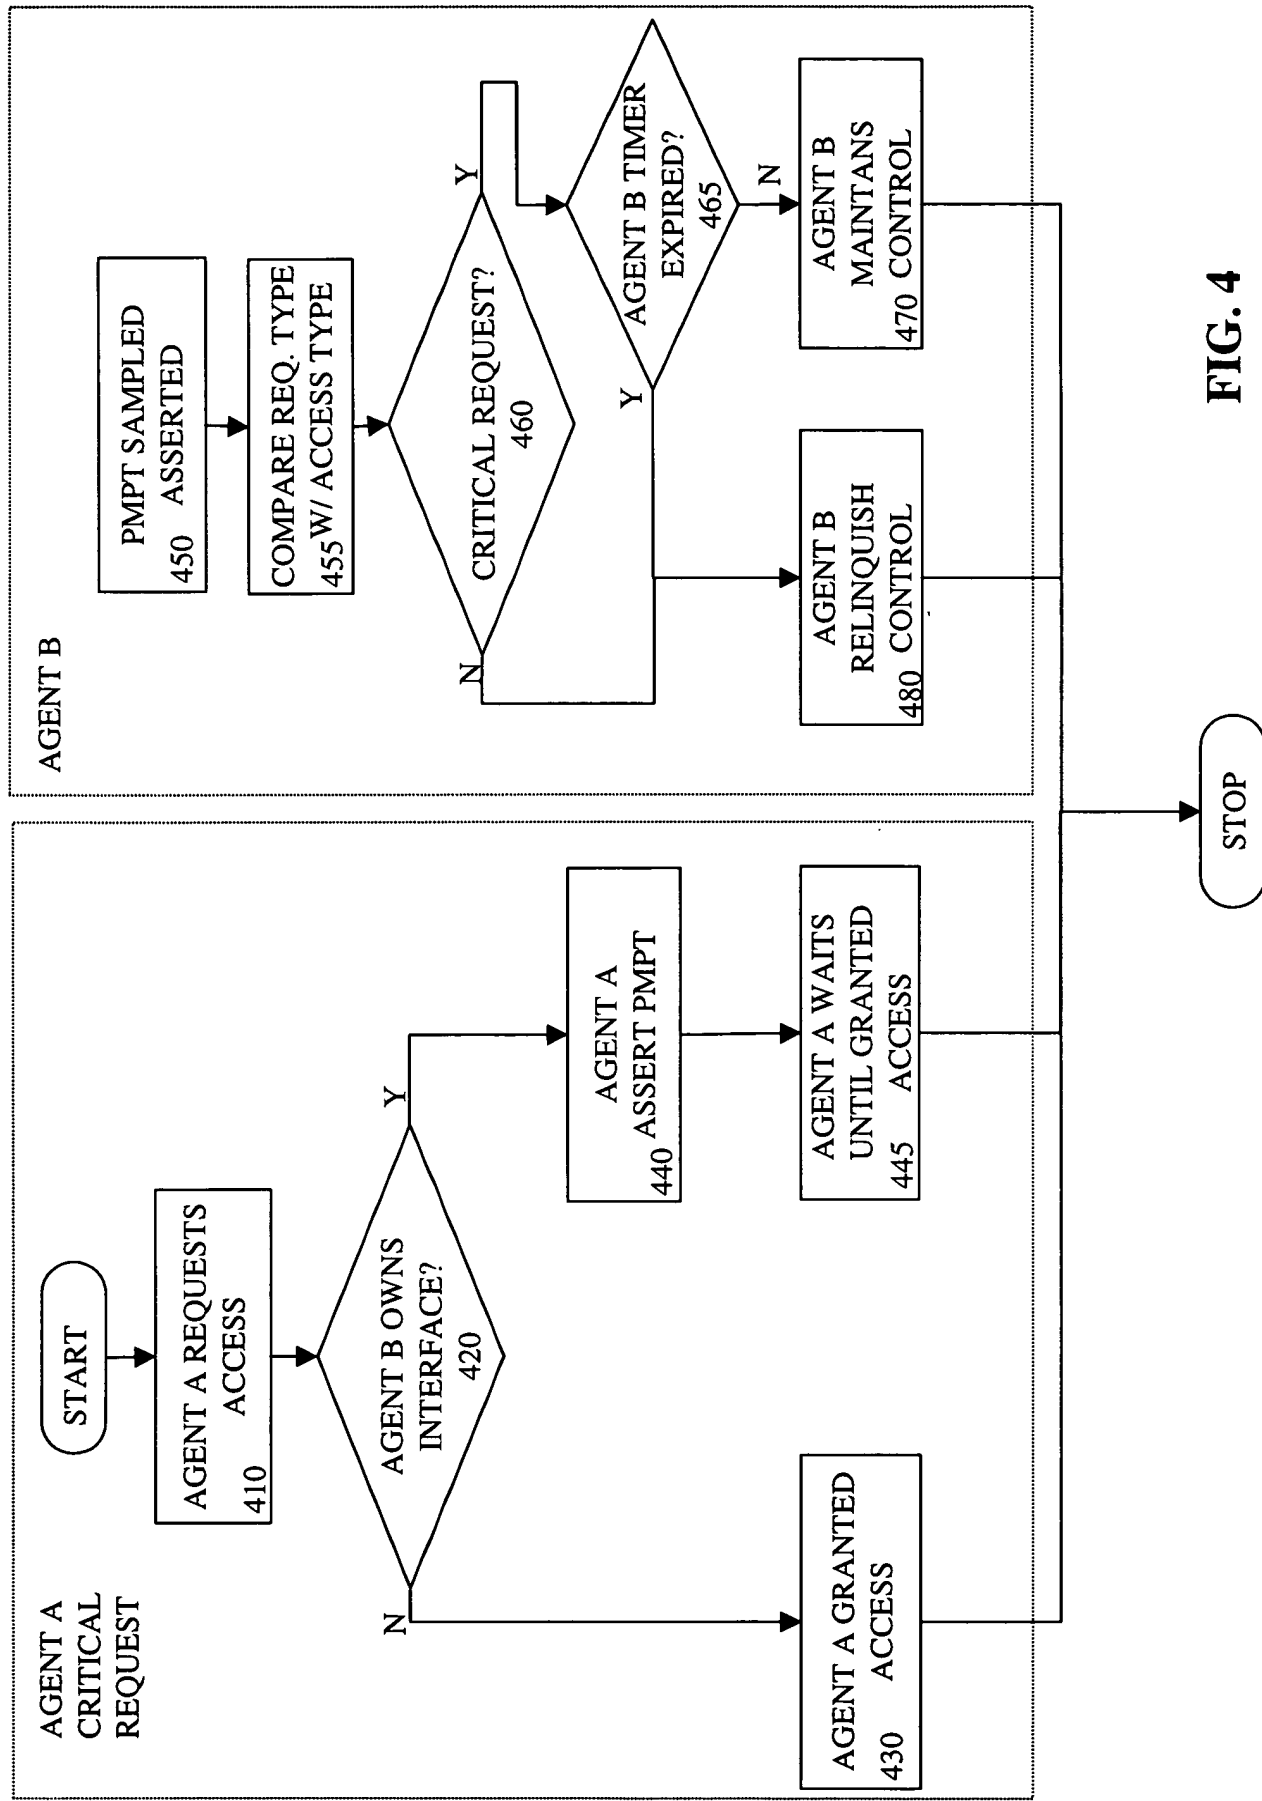 AGENT A
CRITICAL
REQUEST
START
AGENT A REQUESTS
ACCESS
410
AGENT B OWNS
INTERFACE?
420
N
Y
AGENT A GRANTED
ACCESS
430
AGENT A
ASSERT PMPT
440
AGENT A WAITS
UNTIL GRANTED
ACCESS
445
AGENT B
PMPT SAMPLED
ASSERTED
450
COMPARE REQ. TYPE
455 W/ ACCESS TYPE
CRITICAL REQUEST?
460
N
Y
AGENT B TIMER
EXPIRED?
465
Y
N
AGENT B
RELINQUISH
CONTROL
480
AGENT B
MAINTANS
CONTROL
470
STOP
FIG. 4